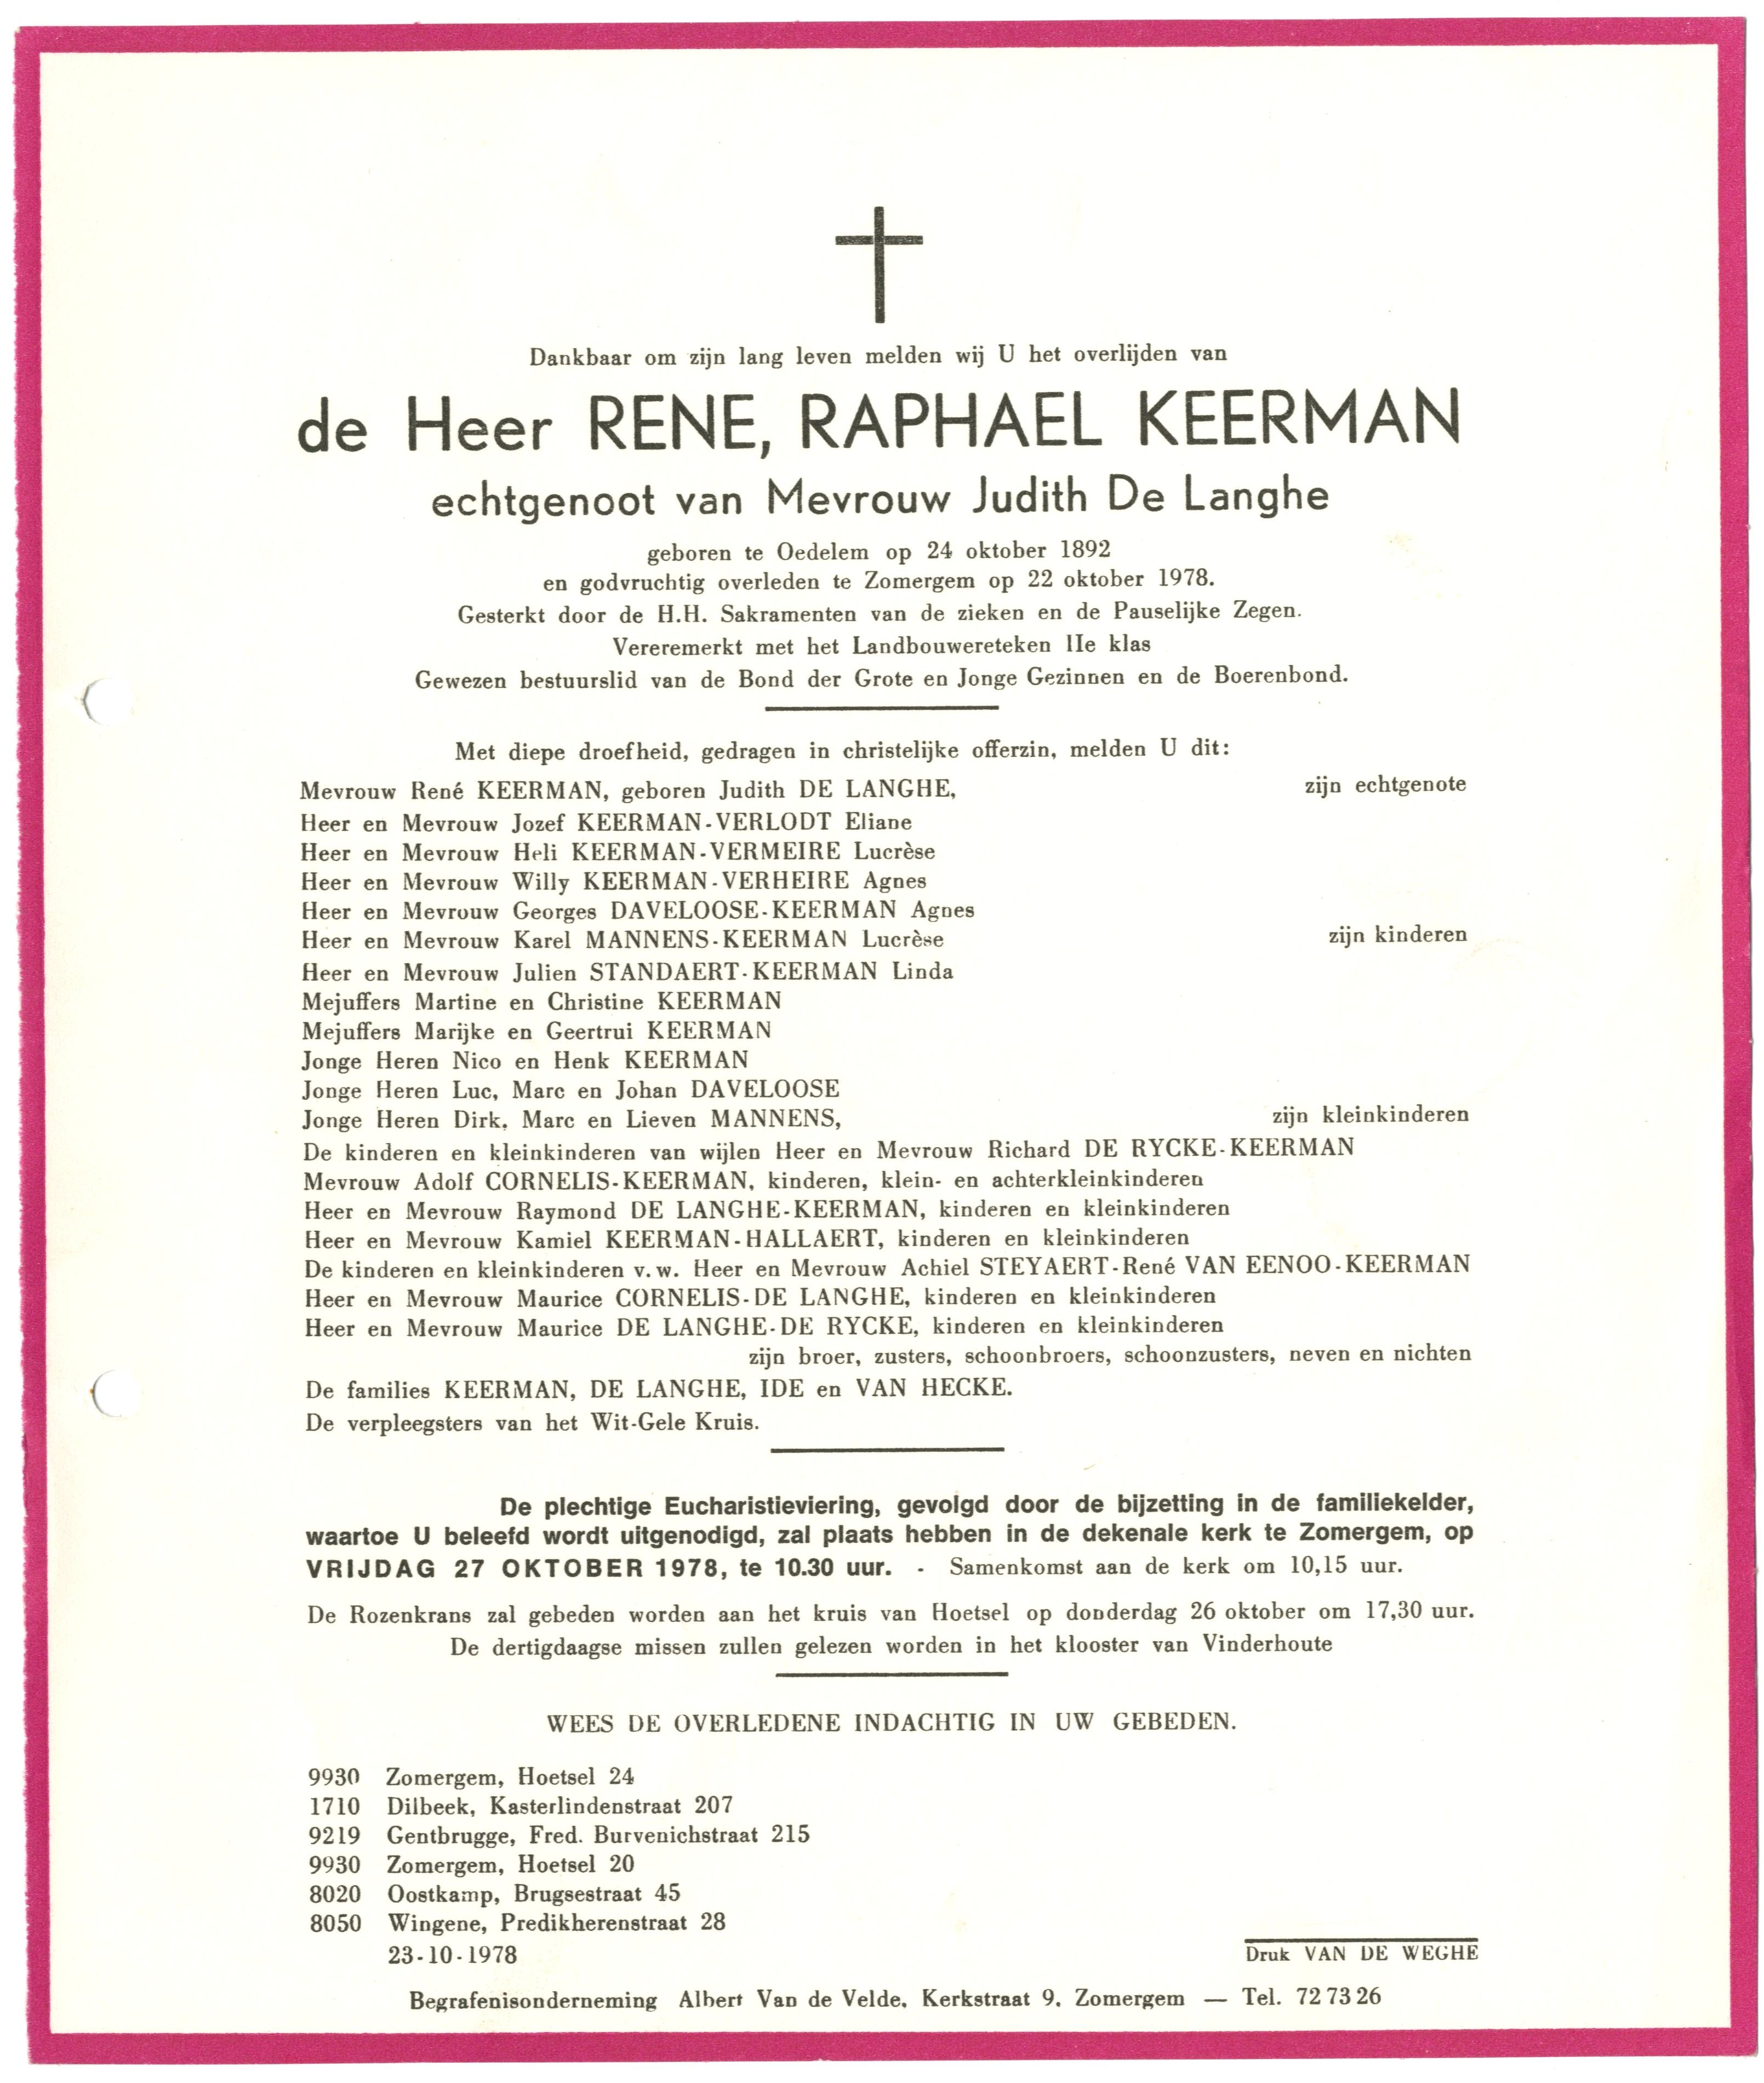 Dankbaar om zijn lang leven melden wij U het overlijden van
de Heer RENE, RAPHAEL KEERMAN
echtgenoot van Mevrouw Judith De Langhe
geboren te Oedelem op 24 oktober 1892
en godvruchtig overleden te Zomergem op 22 oktober 1978.
Gesterkt door de H.H. Sakramenten van de zieken en de Pauselijke Zegen.
Vereremerkt met het Landbouwereteken IIe klas
Gewezen bestuurslid van de Bond der Grote en Jonge Gezinnen en de Boerenbond.
Met diepe droefheid, gedragen in christelijke offerzin, melden U dit:
Mevrouw René KEERMAN, geboren Judith DE LANGHE, zijn echtgenote
Heer en Mevrouw Jozef KEERMAN-VERLODT Eliane
Heer en Mevrouw Heli KEERMAN-VERMEIRE Lucrèse
Heer en Mevrouw Willy KEERMAN-VERHEIRE Agnes
Heer en Mevrouw Georges DAVELOOSE-KEERMAN Agnes
Heer en Mevrouw Karel MANNENS-KEERMAN Lucrèse zijn kinderen
Heer en Mevrouw Julien STANDAERT-KEERMAN Linda
Mejuffers Martine en Christine KEERMAN
Mejuffers Marijke en Geertrui KEERMAN
Jonge Heren Nico en Henk KEERMAN
Jonge Heren Luc, Marc en Johan DAVELOOSE
Jonge Heren Dirk, Marc en Lieven MANNENS, zijn kleinkinderen
De kinderen en kleinkinderen van wijlen Heer en Mevrouw Richard DE RYCKE-KEERMAN
Mevrouw Adolf CORNELIS-KEERMAN, kinderen, klein- en achterkleinkinderen
Heer en Mevrouw Raymond DE LANGHE-KEERMAN, kinderen en kleinkinderen
Heer en Mevrouw Kamiel KEERMAN-HALLAERT, kinderen en kleinkinderen
De kinderen en kleinkinderen v.w. Heer en Mevrouw Achiel STEYAERT-René VAN EENOO-KEERMAN
Heer en Mevrouw Maurice CORNELIS-DE LANGHE, kinderen en kleinkinderen
Heer en Mevrouw Maurice DE LANGHE-DE RYCKE, kinderen en kleinkinderen
zijn broer, zusters, schoonbroers, schoonzusters, neven en nichten
De families KEERMAN, DE LANGHE, IDE en VAN HECKE.
De verpleegsters van het Wit-Gele Kruis.
De plechtige Eucharistieviering, gevolgd door de bijzetting in de familiekelder,
waartoe U beleefd wordt uitgenodigd, zal plaats hebben in de dekenale kerk te Zomergem, op
VRIJDAG 27 OKTOBER 1978, te 10.30 uur. - Samenkomst aan de kerk om 10,15 uur.
De Rozenkrans zal gebeden worden aan het kruis van Hoetsel op donderdag 26 oktober om 17,30 uur.
De dertigdaagse missen zullen gelezen worden in het klooster van Vinderhoute
WEES DE OVERLEDENE INDACHTIG IN UW GEBEDEN.
9930 Zomergem, Hoetsel 24
1710 Dilbeek, Kasterlindenstraat 207
9219 Gentbrugge, Fred. Burvenichstraat 215
9930 Zomergem, Hoetsel 20
8020 Oostkamp, Brugsestraat 45
8050 Wingene, Predikherenstraat 28
23-10-1978
Druk VAN DE WEGHE
Begrafenisonderneming Albert Van de Velde, Kerkstraat 9, Zomergem — Tel. 72 73 26